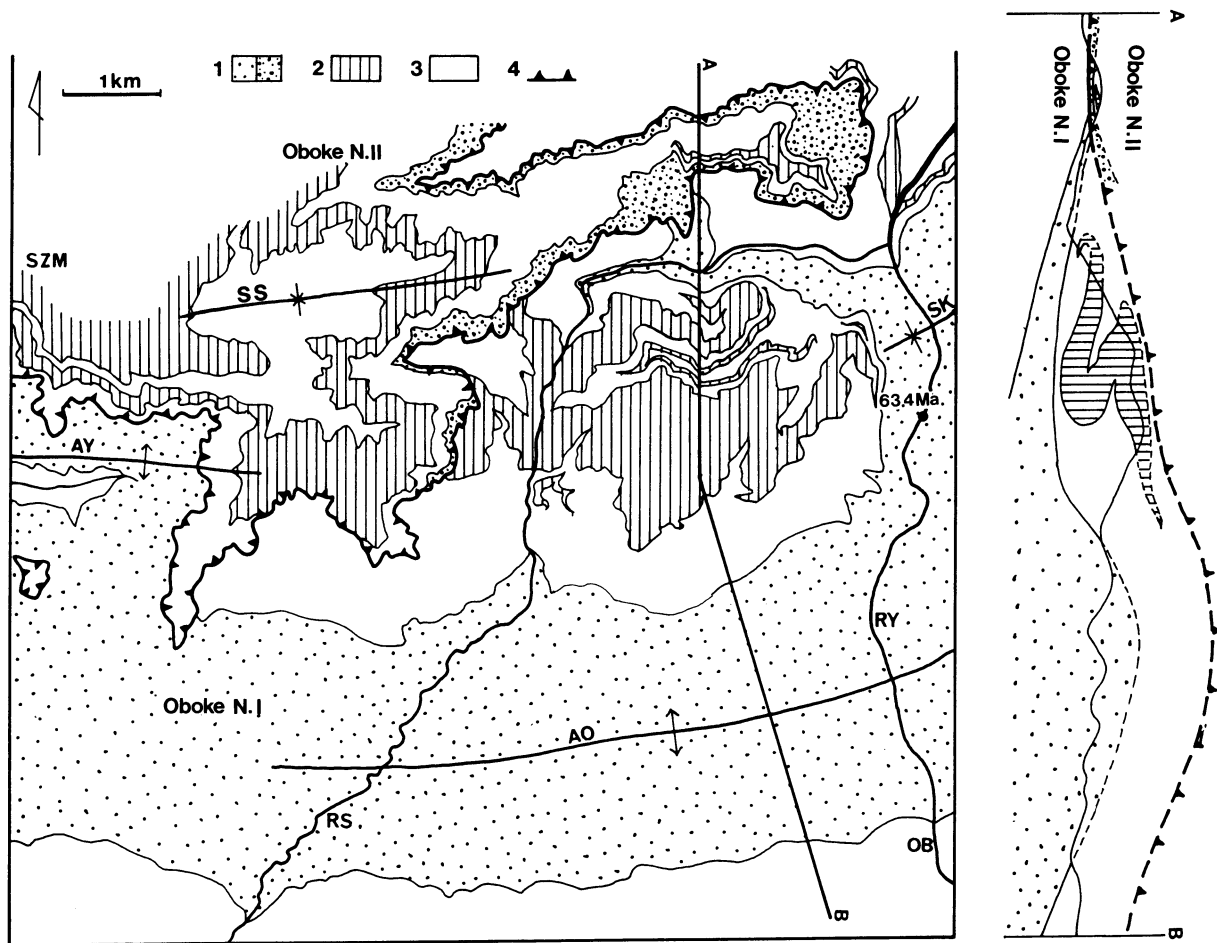 1 2 3 4
1km
A
Oboke N.II
SZM
SS
SK
63,4Ma.
AY
RY
Oboke N.I
AO
RS
OB
B
A
Oboke N.I
Oboke N.II
B